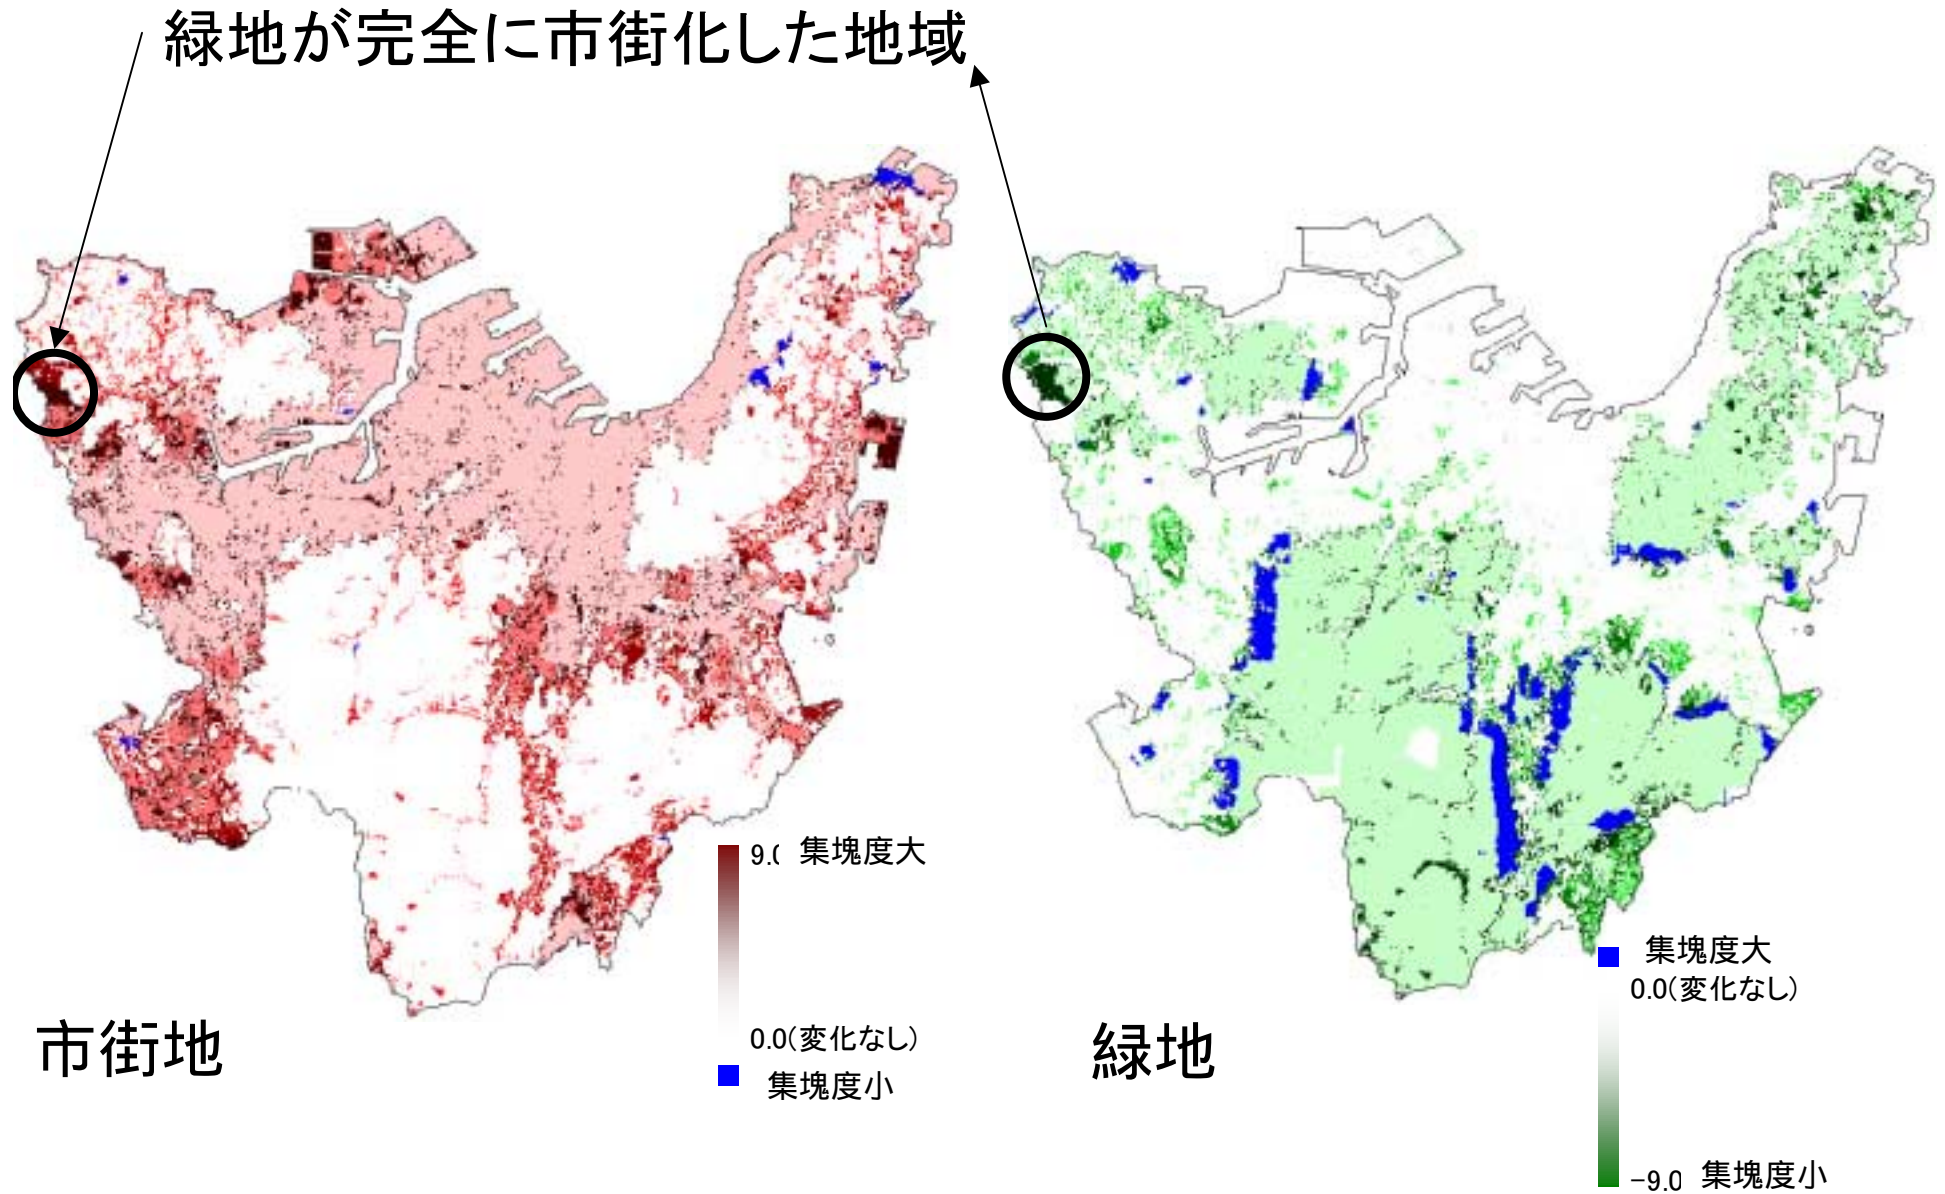 緑地が完全に市街化した地域
9.0 集塊度大
0.0(変化なし)
集塊度小
市街地
集塊度大
0.0(変化なし)
-9.0 集塊度小
緑地